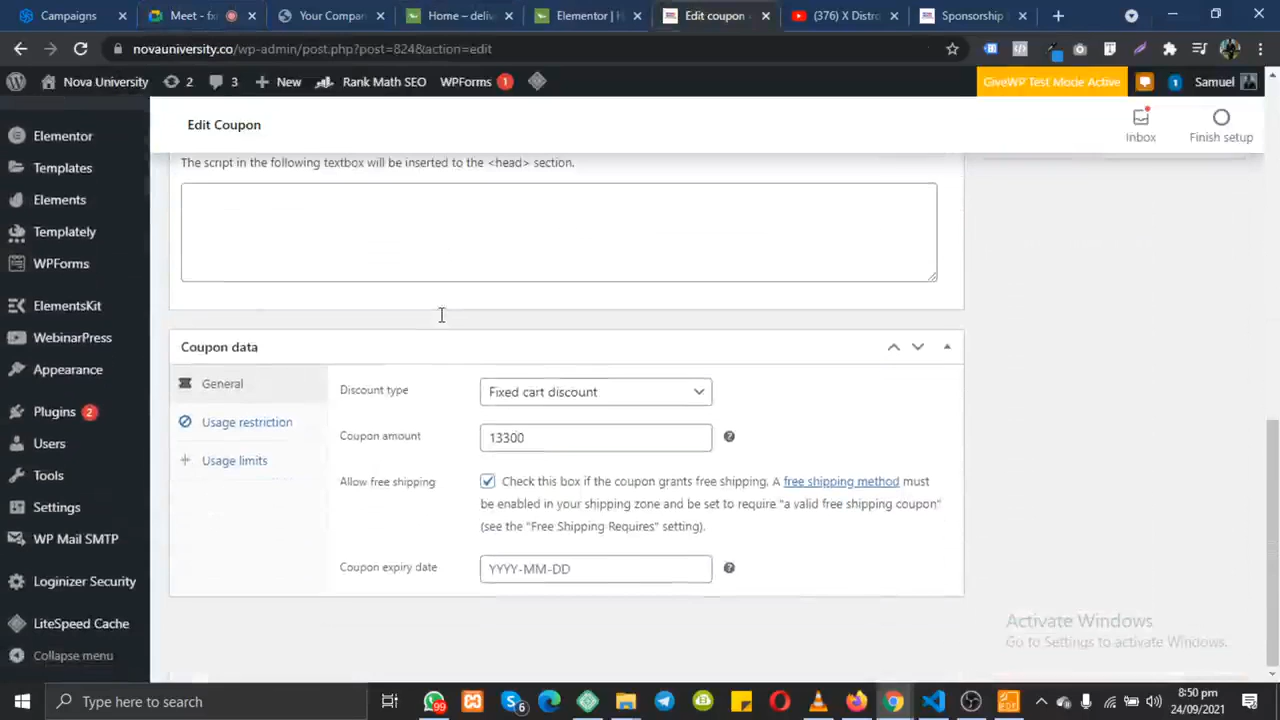 Campaigns
Meet - fx
Your Compan
Home – deliv
Elementor | H
Edit coupon
(376) X Distro
Sponsorship
novauniversity.co/wp-admin/post.php?post=8248&action=edit
Nova University
2
3
New
Rank Math SEO
WPForms 1
GiveWP Test Mode Active
1
Samuel
Elementor
Templates
Elements
Templately
WPForms
ElementsKit
WebinarPress
Appearance
Plugins 2
Users
Tools
Settings
WP Mail SMTP
Loginizer Security
LiteSpeed Cache
Collapse menu
Edit Coupon
Inbox
Finish setup
The script in the following textbox will be inserted to the <head> section.
Coupon data
General
Usage restriction
Usage limits
Discount type
Fixed cart discount
Coupon amount
13300
Allow free shipping
Check this box if the coupon grants free shipping. A free shipping method must
be enabled in your shipping zone and be set to require "a valid free shipping coupon"
(see the "Free Shipping Requires" setting).
Coupon expiry date
YYYY-MM-DD
Activate Windows
Go to Settings to activate Windows.
Type here to search
99
6
8:50 pm
24/09/2021